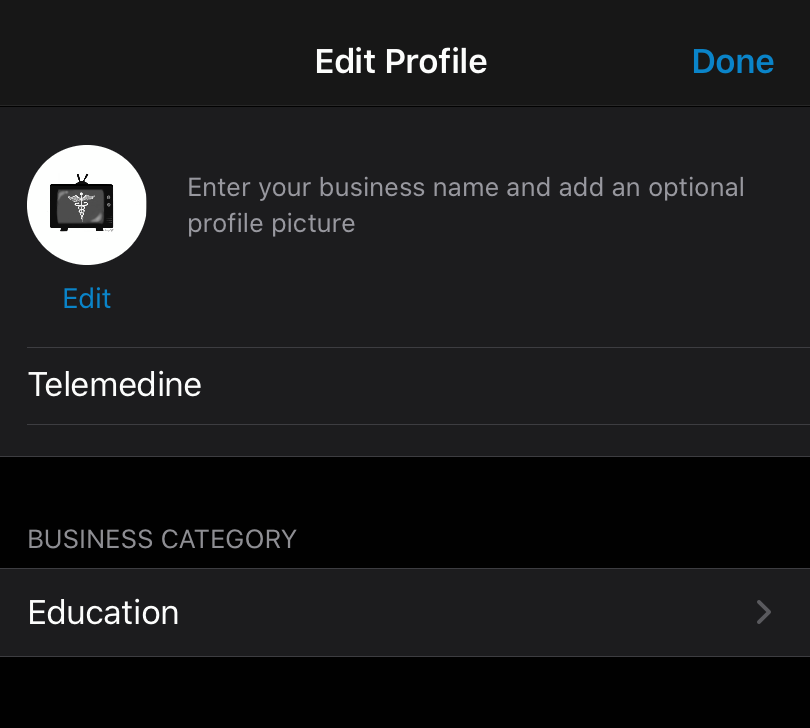 Edit Profile
Done
Enter your business name and add an optional
profile picture
Edit
Telemedine
BUSINESS CATEGORY
Education